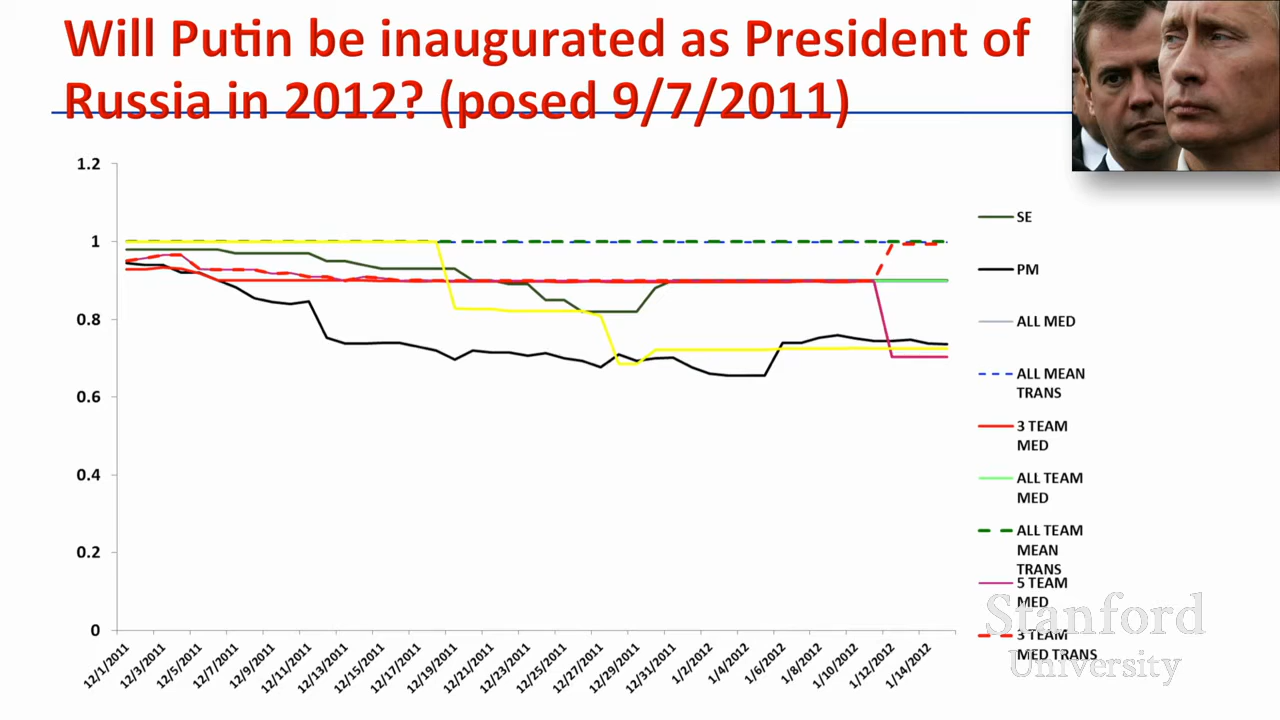 Will Putin be inaugurated as President of
Russia in 2012? (posed 9/7/2011)
1.2
1
0.8
0.6
0.4
0.2
0
12/1/2011
12/3/2011
12/5/2011
12/7/2011
12/9/2011
12/11/2011
12/13/2011
12/15/2011
12/17/2011
12/19/2011
12/21/2011
12/23/2011
12/25/2011
12/27/2011
12/29/2011
12/31/2011
1/2/2012
1/4/2012
1/6/2012
1/8/2012
1/10/2012
1/12/2012
1/14/2012
SE
PM
ALL MED
ALL MEAN
TRANS
3 TEAM
MED
ALL TEAM
MED
ALL TEAM
MEAN
TRANS
5 TEAM
MED
3 TEAM
MED TRANS
Stanford
University